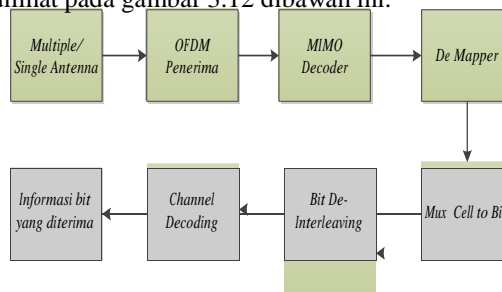 pada gambar 3.12 dibawah ini.
Multiple/
Single Antenna
OFDM
Penerima
MIMO
Decoder
De Mapper
Informasi bit
yang diterima
Channel
Decoding
Bit De-
Interleaving
Mux Cell to Bi